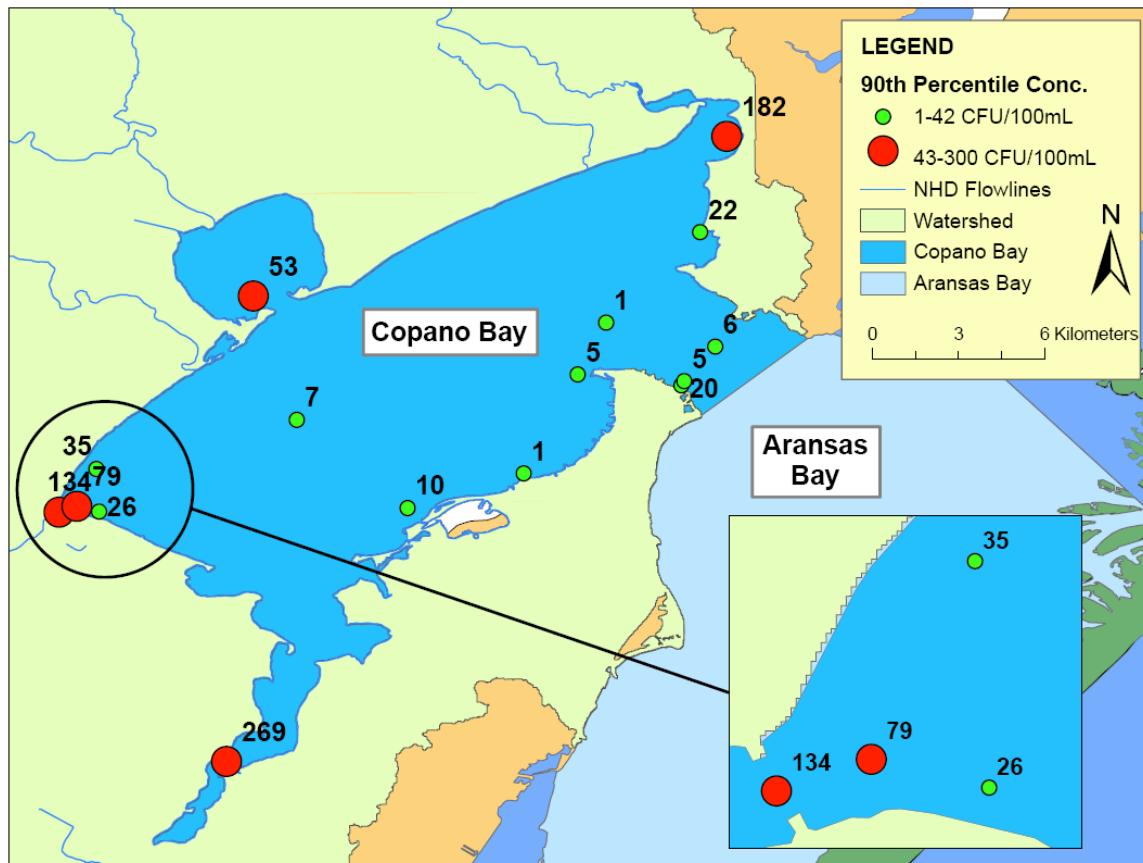 LEGEND
90th Percentile Conc.
1-42 CFU/100mL
43-300 CFU/100mL
NHD Flowlines
Watershed
Copano Bay
Aransas Bay
N
0 3 6 Kilometers
182
22
53
1
6
Copano Bay
5
5
20
7
35
Aransas
Bay
134 79
1
10
26
35
269
79
134
26